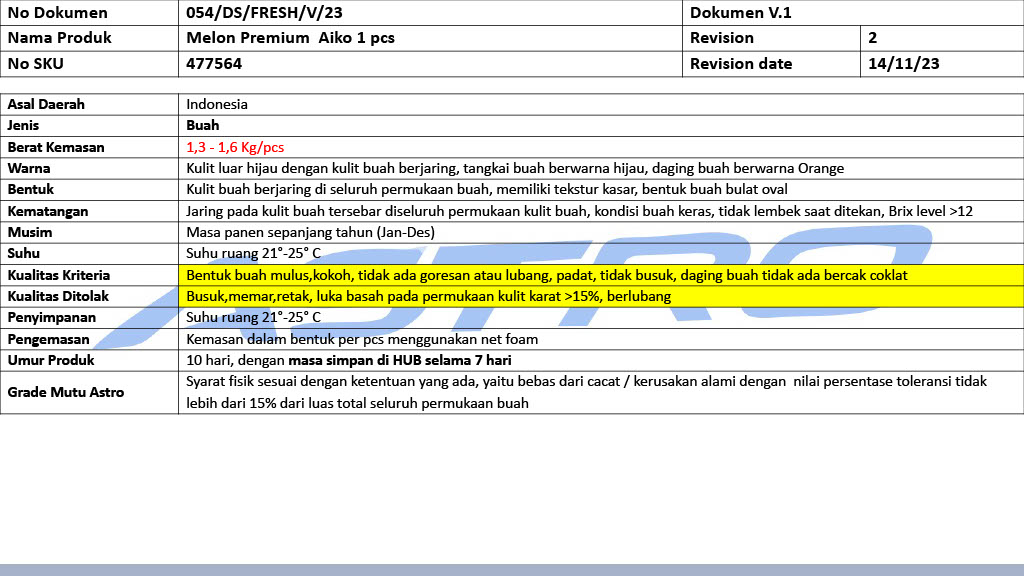 No Dokumen 054/DS/FRESH/V/23 Dokumen V.1
Nama Produk Melon Premium Aiko 1 pcs Revision 2
No SKU 477564 Revision date 14/11/23
Asal Daerah Indonesia
Jenis Buah
Berat Kemasan 1,3 - 1,6 Kg/pcs
Warna Kulit luar hijau dengan kulit buah berjaring, tangkai buah berwarna hijau, daging buah berwarna Orange
Bentuk Kulit buah berjaring di seluruh permukaan buah, memiliki tekstur kasar, bentuk buah bulat oval
Kematangan Jaring pada kulit buah tersebar diseluruh permukaan kulit buah, kondisi buah keras, tidak lembek saat ditekan, Brix level >12
Musim Masa panen sepanjang tahun (Jan-Des)
Suhu Suhu ruang 21°-25° C
Kualitas Kriteria Bentuk buah mulus,kokoh, tidak ada goresan atau lubang, padat, tidak busuk, daging buah tidak ada bercak coklat
Kualitas Ditolak Busuk,memar,retak, luka basah pada permukaan kulit karat >15%, berlubang
Penyimpanan Suhu ruang 21°-25° C
Pengemasan Kemasan dalam bentuk per pcs menggunakan net foam
Umur Produk 10 hari, dengan masa simpan di HUB selama 7 hari
Grade Mutu Astro Syarat fisik sesuai dengan ketentuan yang ada, yaitu bebas dari cacat / kerusakan alami dengan nilai persentase toleransi tidak
lebih dari 15% dari luas total seluruh permukaan buah
ASTRO